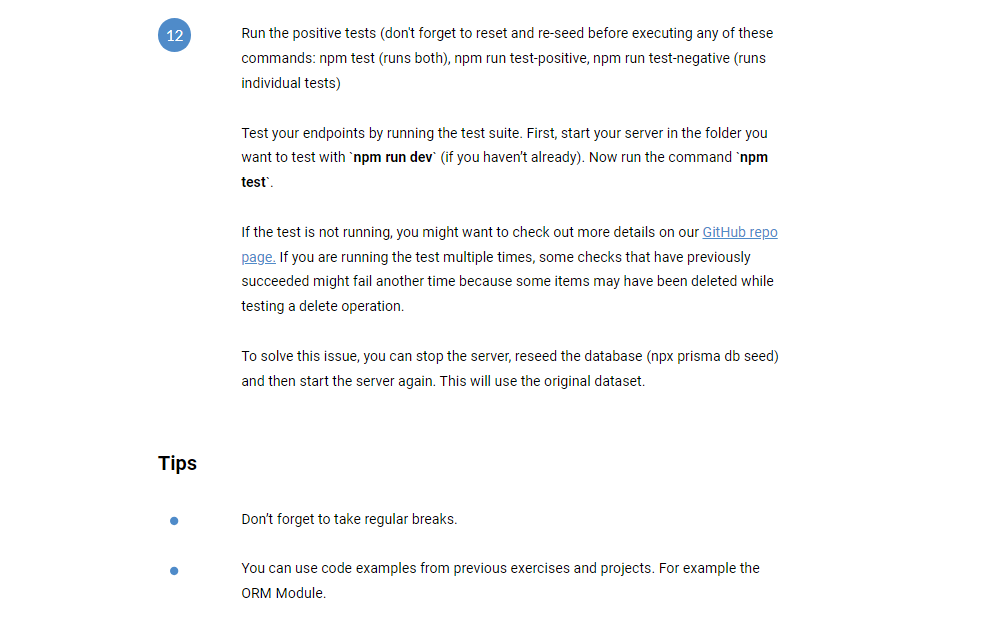 12
Run the positive tests (don't forget to reset and re-seed before executing any of these
commands: npm test (runs both), npm run test-positive, npm run test-negative (runs
individual tests)
Test your endpoints by running the test suite. First, start your server in the folder you
want to test with `npm run dev` (if you haven't already). Now run the command `npm
test`.
If the test is not running, you might want to check out more details on our GitHub repo
page. If you are running the test multiple times, some checks that have previously
succeeded might fail another time because some items may have been deleted while
testing a delete operation.
To solve this issue, you can stop the server, reseed the database (npx prisma db seed)
and then start the server again. This will use the original dataset.
Tips
Don't forget to take regular breaks.
You can use code examples from previous exercises and projects. For example the
ORM Module.